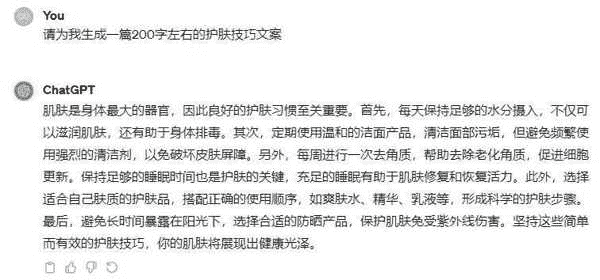 You
请为我生成一篇200字左右的护肤技巧文案
ChatGPT
肌肤是身体最大的器官，因此良好的护肤习惯至关重要。首先，每天保持足够的水分摄入，不仅可
以滋润肌肤，还有助于身体排毒。其次，定期使用温和的洁面产品，清洁面部污垢，但避免频繁使
用强烈的清洁剂，以免破坏皮肤屏障。另外，每周进行一次去角质，帮助去除老化角质，促进细胞
更新。保持足够的睡眠时间也是护肤的关键，充足的睡眠有助于肌肤修复和恢复活力。此外，选择
适合自己肤质的护肤品，搭配正确的使用顺序，如爽肤水、精华、乳液等，形成科学的护肤步骤。
最后，避免长时间暴露在阳光下，选择合适的防晒产品，保护肌肤免受紫外线伤害。坚持这些简单
而有效的护肤技巧，你的肌肤将展现出健康光泽。